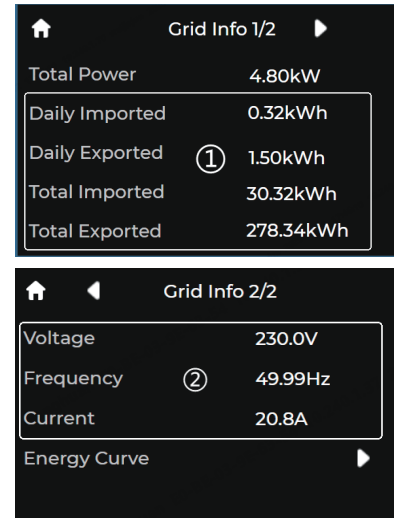 Grid Info 1/2
Total Power 4.80kW
Daily Imported 0.32kWh
Daily Exported 1.50kWh
①
Total Imported 30.32kWh
Total Exported 278.34kWh
Grid Info 2/2
Voltage 230.0V
Frequency ② 49.99Hz
Current 20.8A
Energy Curve